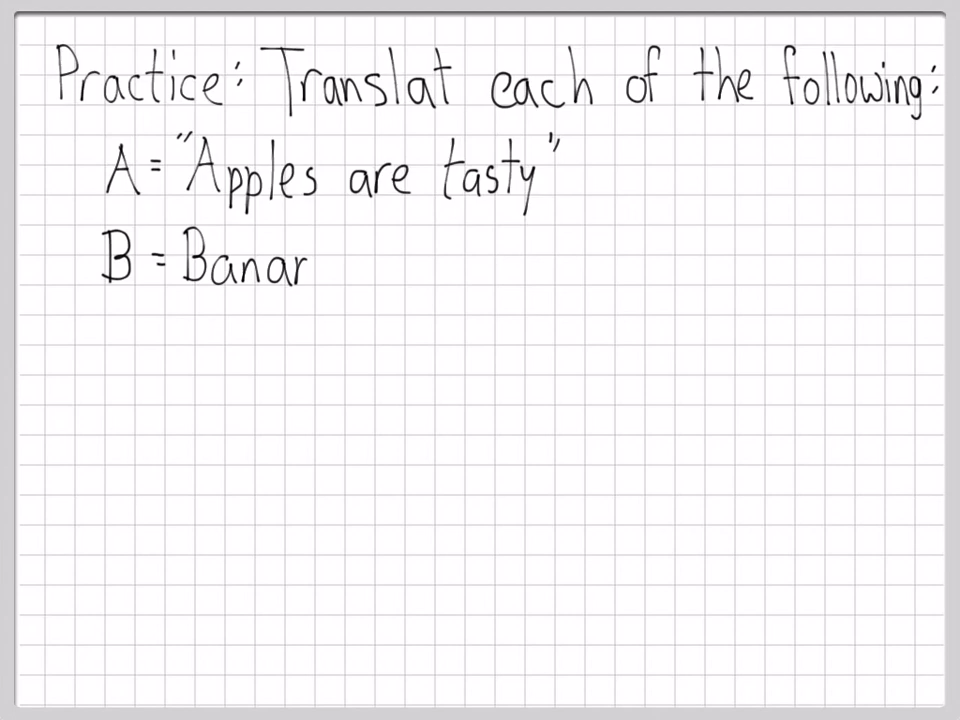 Practice: Translat each of the following:
A = "Apples are tasty"
B = Banar